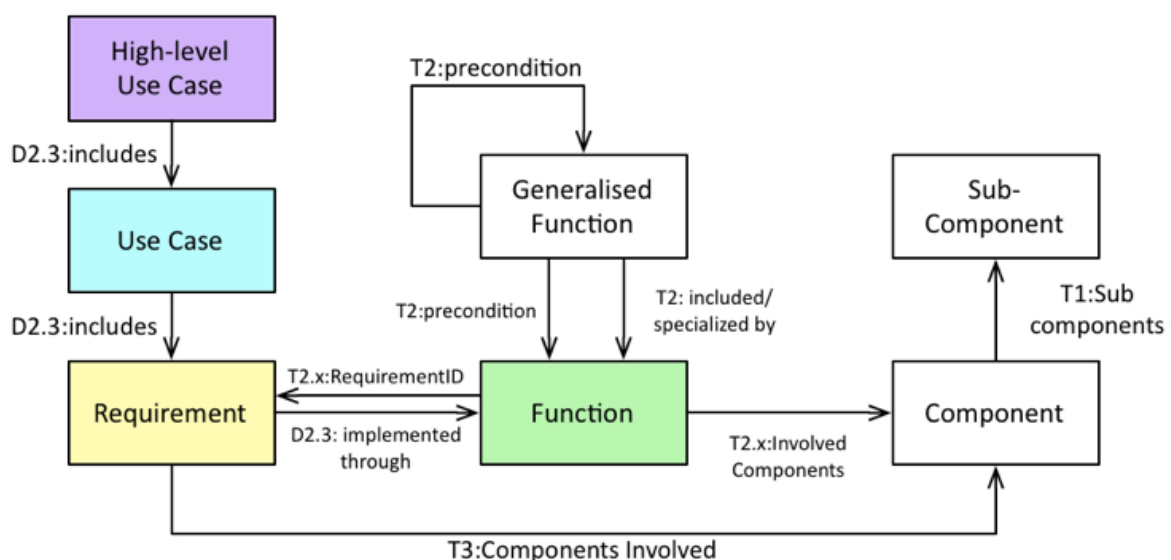 High-level
Use Case
T2:precondition
D2.3:includes
Generalised
Function
Sub-
Component
Use Case
T2:precondition
T2: included/
specialized by
T1:Sub
components
D2.3:includes
T2.x:RequirementID
Requirement
Function
Component
D2.3: implemented
through
T2.x:Involved
Components
T3:Components Involved